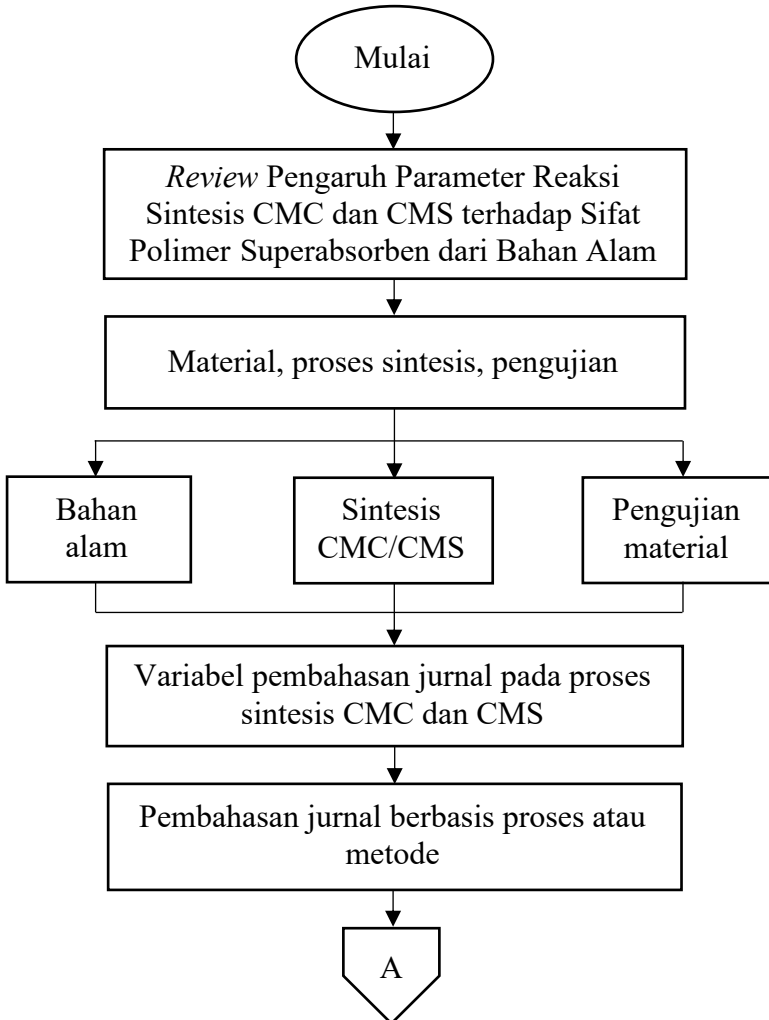 Mulai
Review Pengaruh Parameter Reaksi
Sintesis CMC dan CMS terhadap Sifat
Polimer Superabsorben dari Bahan Alam
Material, proses sintesis, pengujian
Bahan
alam
Sintesis
CMC/CMS
Pengujian
material
Variabel pembahasan jurnal pada proses
sintesis CMC dan CMS
Pembahasan jurnal berbasis proses atau
metode
A